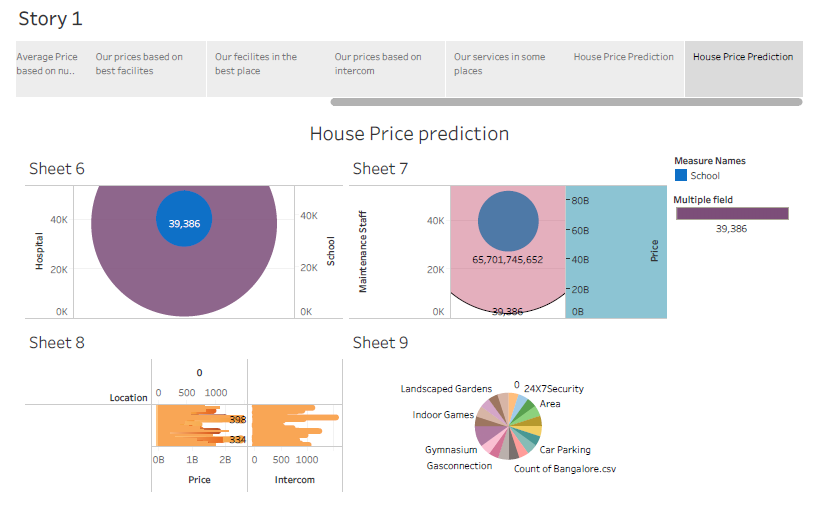 Story 1
Average Price
based on nu..
Our prices based on
best facilites
Our fecilites in the
best place
Our prices based on
intercom
Our services in some
places
House Price Prediction
House Price Prediction
House Price prediction
Sheet 6
Hospital
40K
20K
0K
39,386
40K
20K
0K
School
Sheet 7
Maintenance Staff
40K
20K
0K
65,701,745,652
39,386
80B
60B
40B
20B
0B
Price
Measure Names
School
Multiple field
39,386
Sheet 8
0
Location
0 500 1000
398
334
0B 1B 2B
0 500 1000
Price
Intercom
Sheet 9
0
24X7Security
Landscaped Gardens
Area
Indoor Games
Car Parking
Gymnasium
Gasconnection
Count of Bangalore.csv